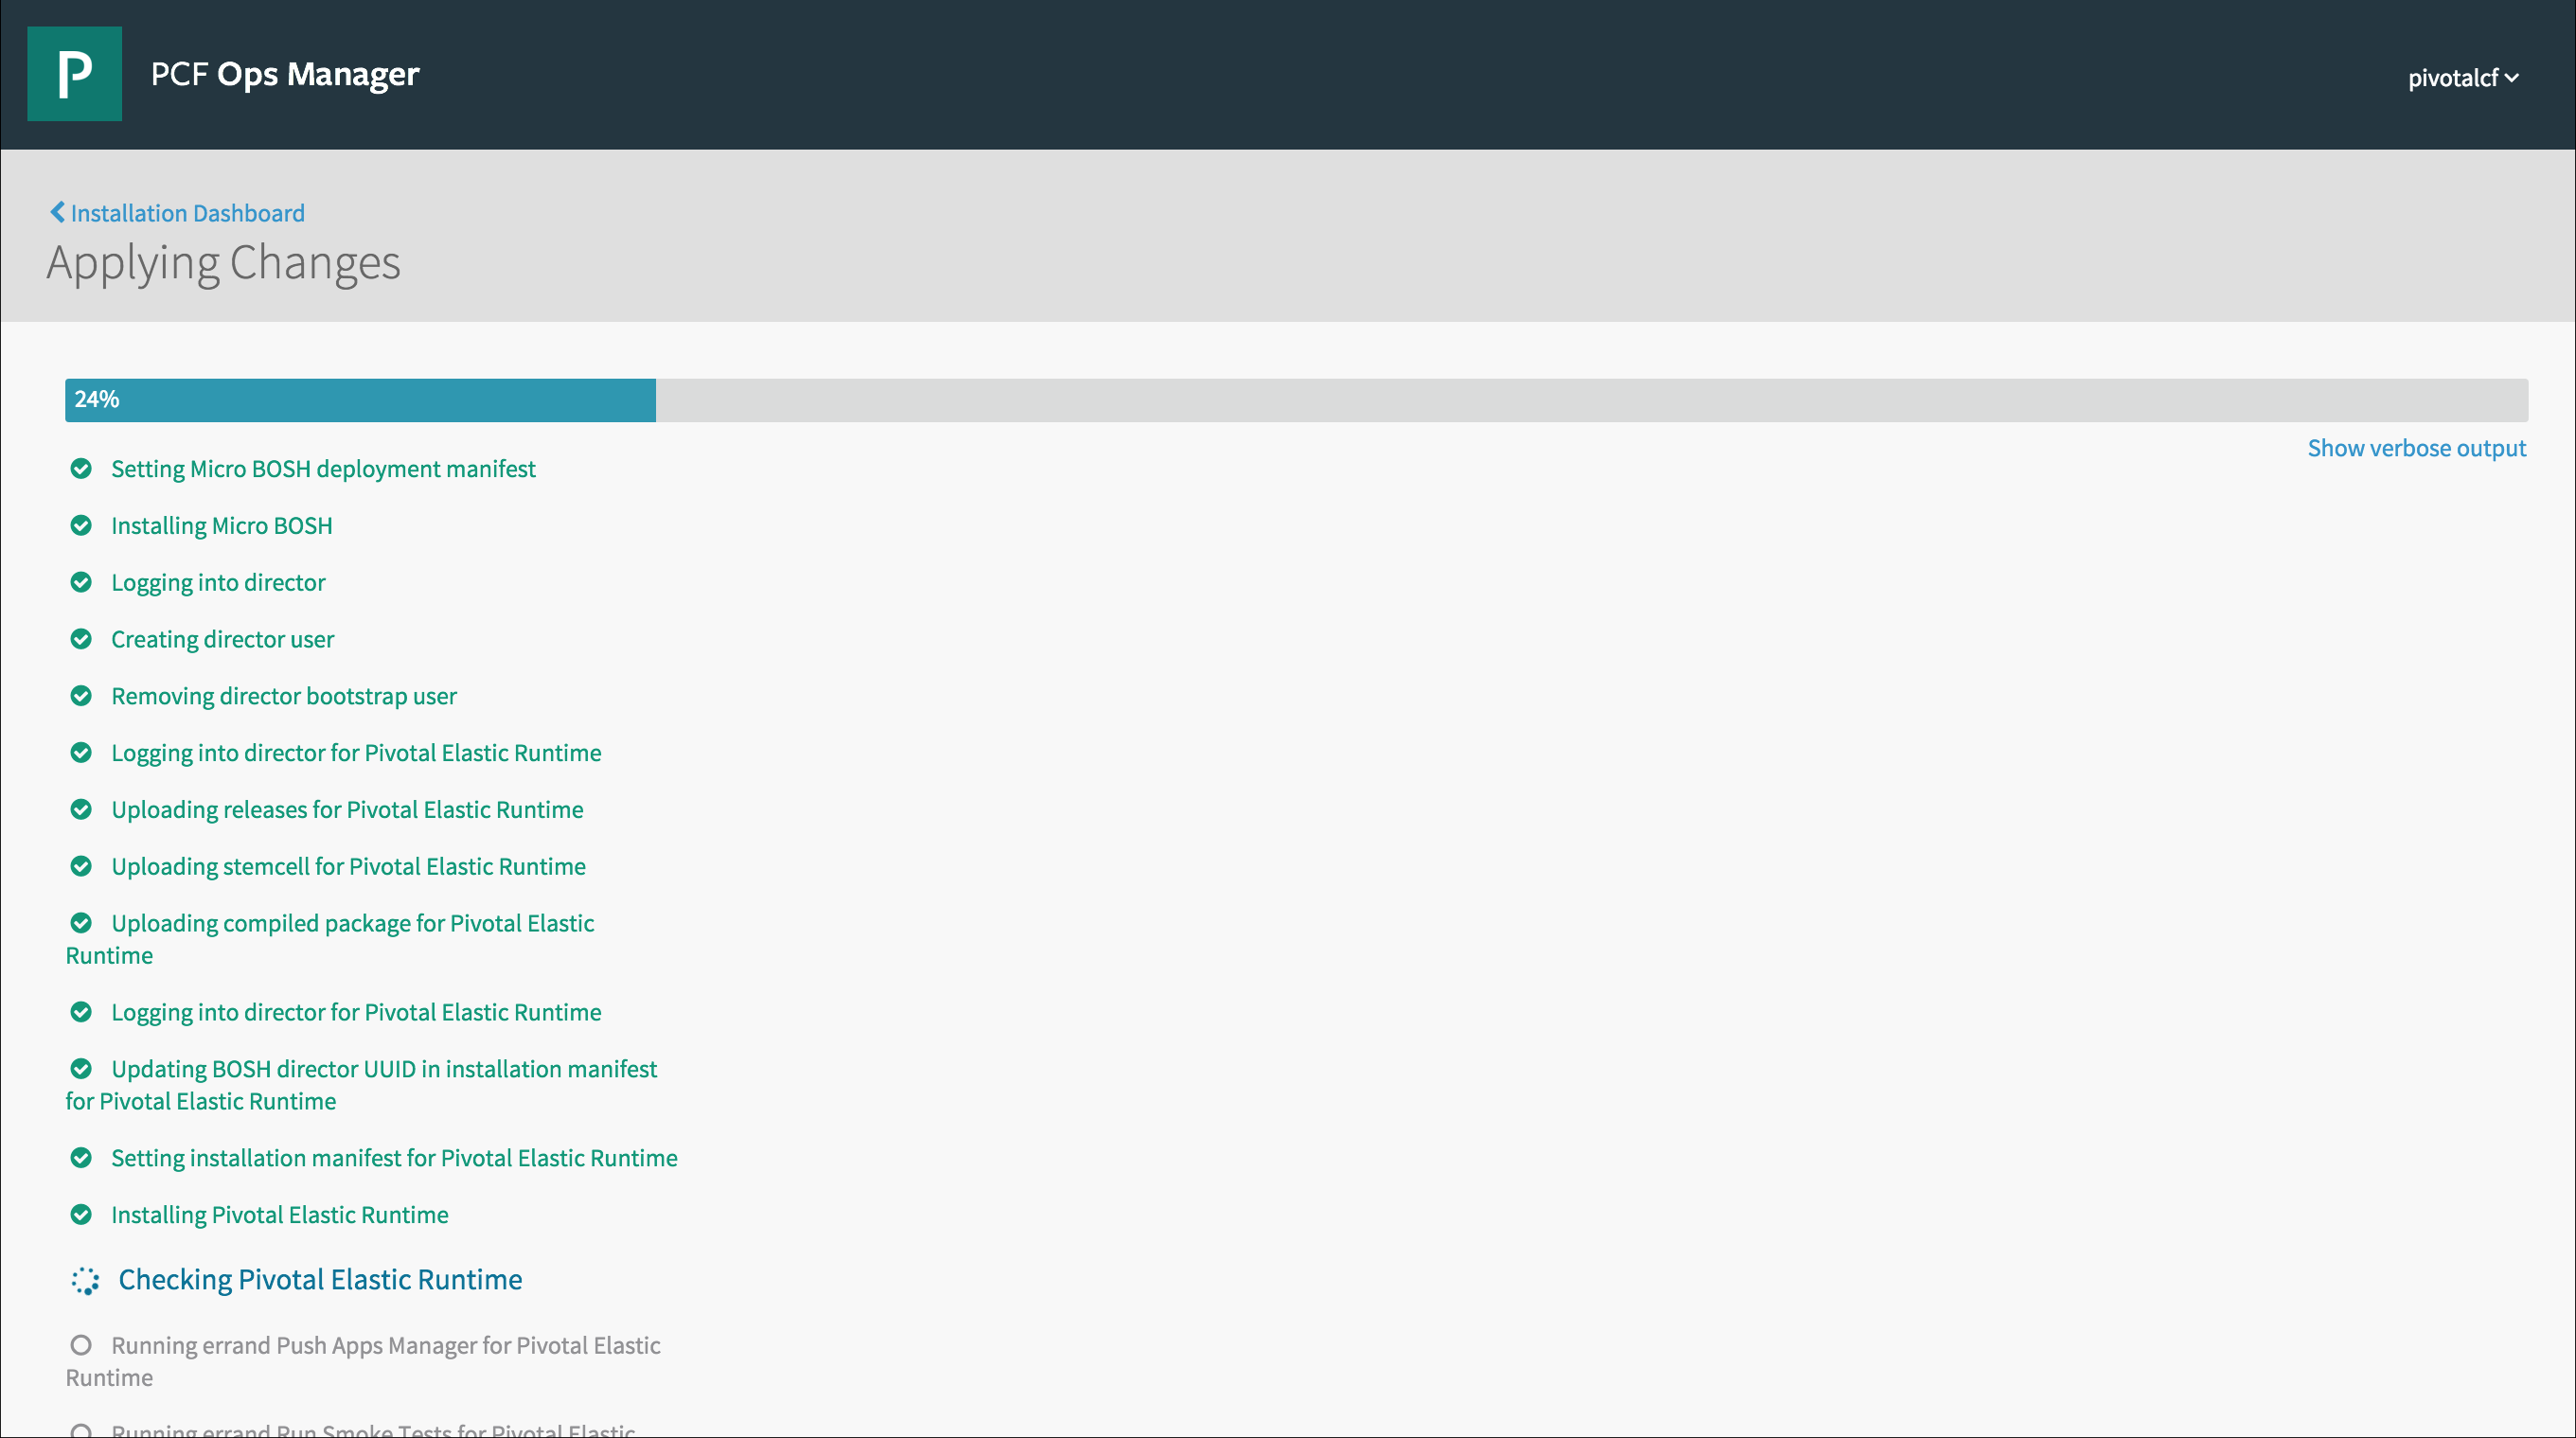 P
PCF Ops Manager
pivotalcf
Installation Dashboard
Applying Changes
24%
Show verbose output
Setting Micro BOSH deployment manifest
Installing Micro BOSH
Logging into director
Creating director user
Removing director bootstrap user
Logging into director for Pivotal Elastic Runtime
Uploading releases for Pivotal Elastic Runtime
Uploading stemcell for Pivotal Elastic Runtime
Uploading compiled package for Pivotal Elastic
Runtime
Logging into director for Pivotal Elastic Runtime
Updating BOSH director UUID in installation manifest
for Pivotal Elastic Runtime
Setting installation manifest for Pivotal Elastic Runtime
Installing Pivotal Elastic Runtime
Checking Pivotal Elastic Runtime
Running errand Push Apps Manager for Pivotal Elastic
Runtime
Running errand Run Smoke Tests for Pivotal Elastic